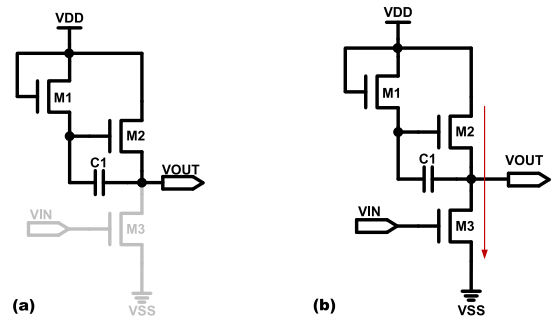 VDD
M1
M2
C1
VOUT
VIN
M3
VSS
(a)
VDD
M1
M2
C1
VOUT
VIN
M3
VSS
(b)